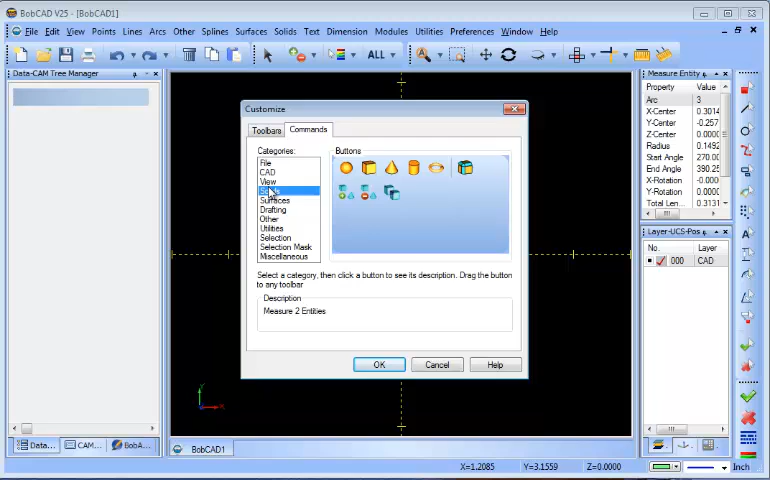 BobCAD V25 - [BobCAD1]
File Edit View Points Lines Arcs Other Splines Surfaces Solids Text Dimension Modules Utilities Preferences Window Help
ALL
Data-CAM Tree Manager
Measure Entity
Property Value
Arc 3
X-Center 0.3014
Y-Center -0.257
Z-Center 0.0000
Radius 0.1492
Start Angle 270.00
End Angle 390.25
X-Rotation -0.0000
Y-Rotation 0.0000
Total Len... 0.3131
Layer-UCS-Pos
No. Layer
000 CAD
Customize
Toolbars Commands
Categories:
Buttons
File
CAD
View
Surfaces
Drafting
Other
Utilities
Selection
Selection Mask
Miscellaneous
Select a category, then click a button to see its description. Drag the button
to any toolbar
Description
Measure 2 Entities
OK Cancel Help
Data... CAM... BobA...
BobCAD1
X=1.2085 Y=3.1559 Z=0.0000 Inch